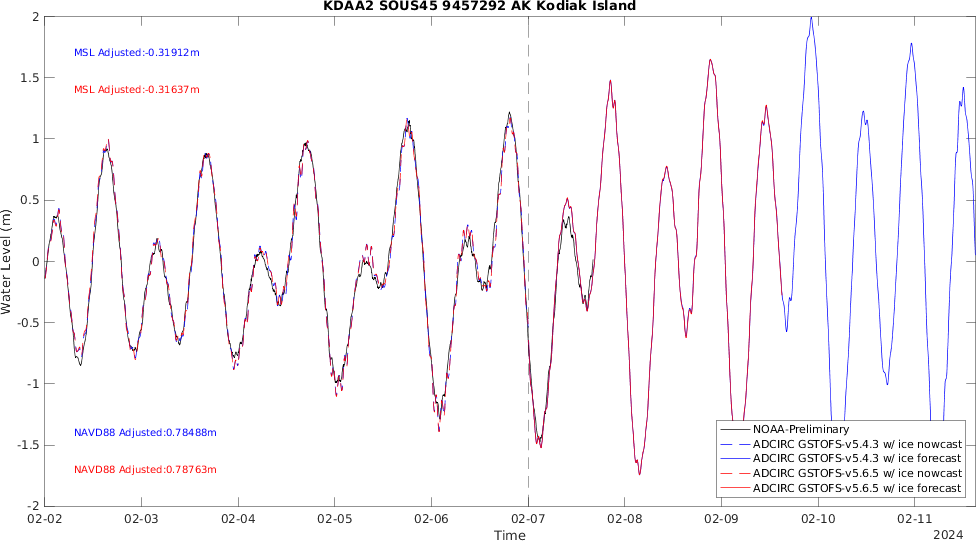 KDAA2 SOUS45 9457292 AK Kodiak Island
2
MSL Adjusted:-0.31912m
1.5
MSL Adjusted:-0.31637m
1
0.5
0
-0.5
-1
-1.5
-2
Water Level (m)
NAVD88 Adjusted:0.78488m
NAVD88 Adjusted:0.78763m
NOAA-Preliminary
ADCIRC GSTOFS-v5.4.3 w/ ice nowcast
ADCIRC GSTOFS-v5.4.3 w/ ice forecast
ADCIRC GSTOFS-v5.6.5 w/ ice nowcast
ADCIRC GSTOFS-v5.6.5 w/ ice forecast
02-02 02-03 02-04 02-05 02-06 02-07 02-08 02-09 02-10 02-11
Time 2024